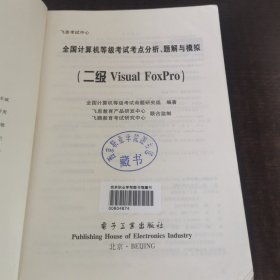 飞思考试中心
全国计算机等级考试考点分析、题解与模拟
(二级 Visual FoxPro)
全国计算机等级考试命题研究组 编著
飞思教育产品研发中心
飞腾教育考试研究中心 联合监制
藏书
00904874
电子工业出版社
Publishing House of Electronics Industry
北京·BEIJING